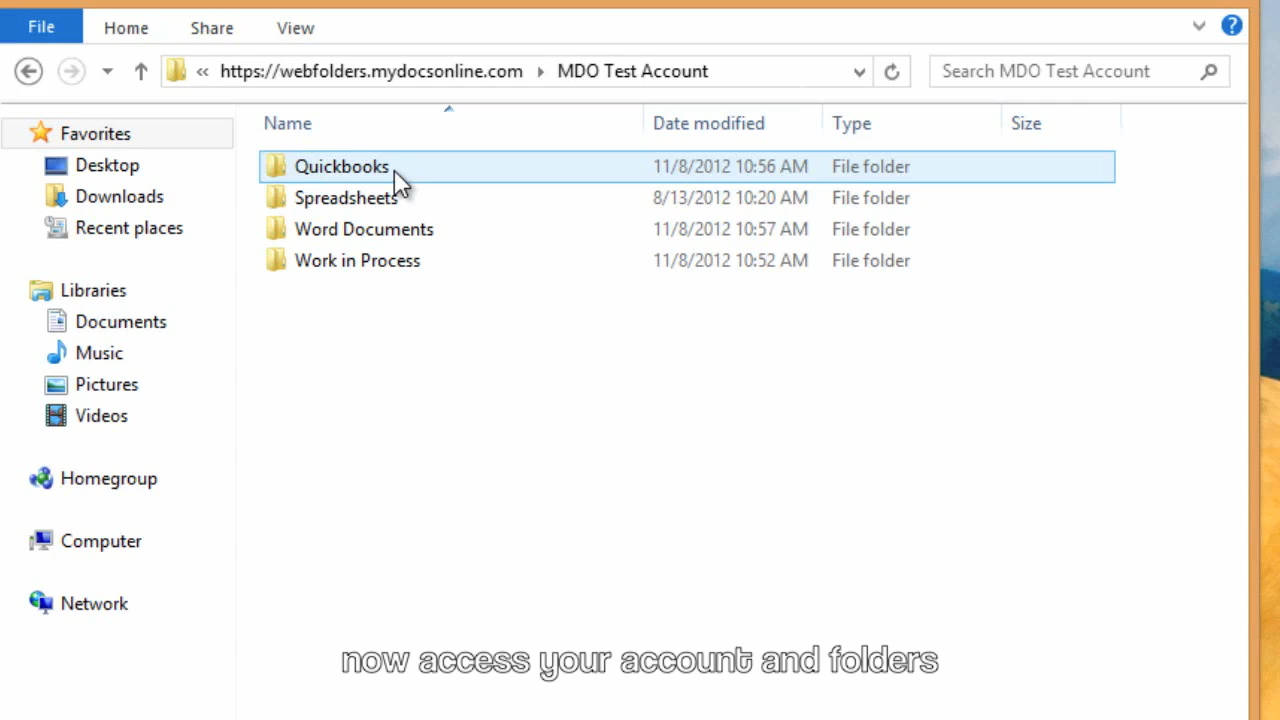 File Home Share View
« https://webfolders.mydocsonline.com MDO Test Account Search MDO Test Account
Name Date modified Type Size
Favorites
Desktop
Downloads
Recent places
Libraries
Documents
Music
Pictures
Videos
Homegroup
Computer
Network
Quickbooks 11/8/2012 10:56 AM File folder
Spreadsheets 8/13/2012 10:20 AM File folder
Word Documents 11/8/2012 10:57 AM File folder
Work in Process 11/8/2012 10:52 AM File folder
now access your account and folders